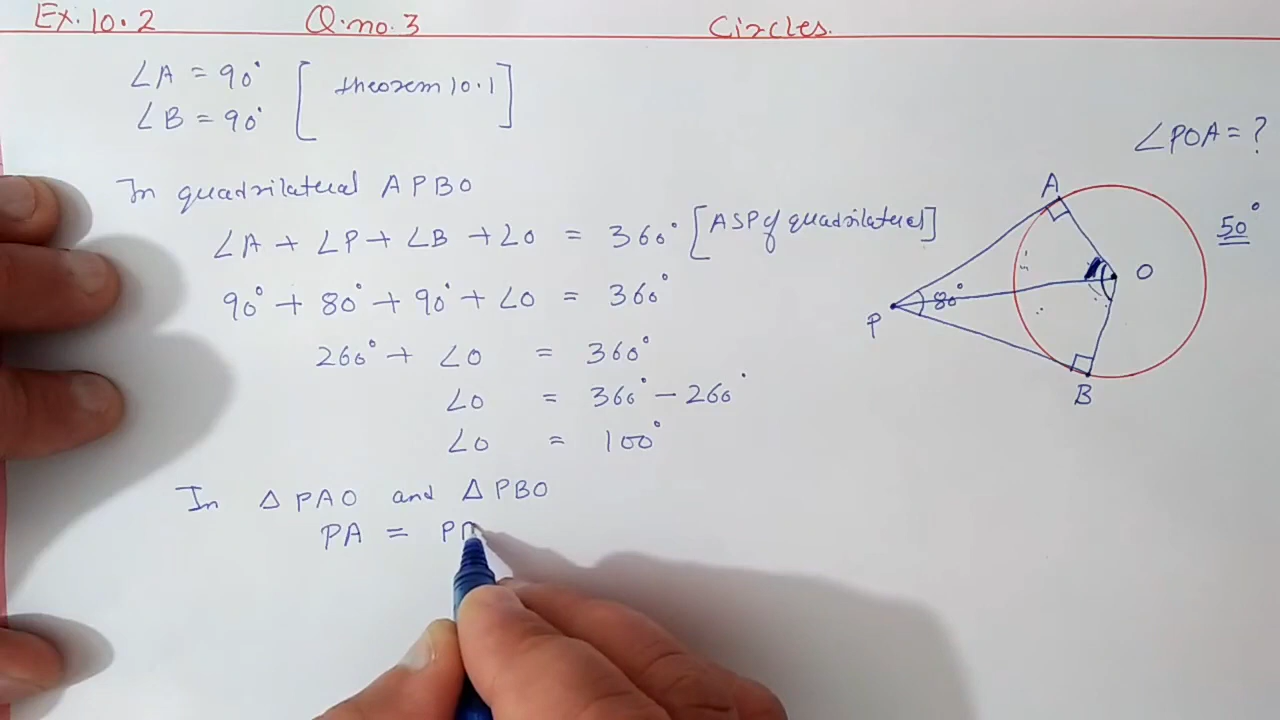 Ex. 10.2 Q.no.3 Circles.
∠A = 90° [theorem 10.1]
∠B = 90°
In quadrilateral APBO
∠A + ∠P + ∠B + ∠O = 360° [ASP of quadrilateral]
90° + 80° + 90° + ∠O = 360°
260° + ∠O = 360°
∠O = 360° - 260°
∠O = 100°
In Δ PAO and Δ PBO
PA = P
∠POA = ?
50°
A
O
80°
P
B